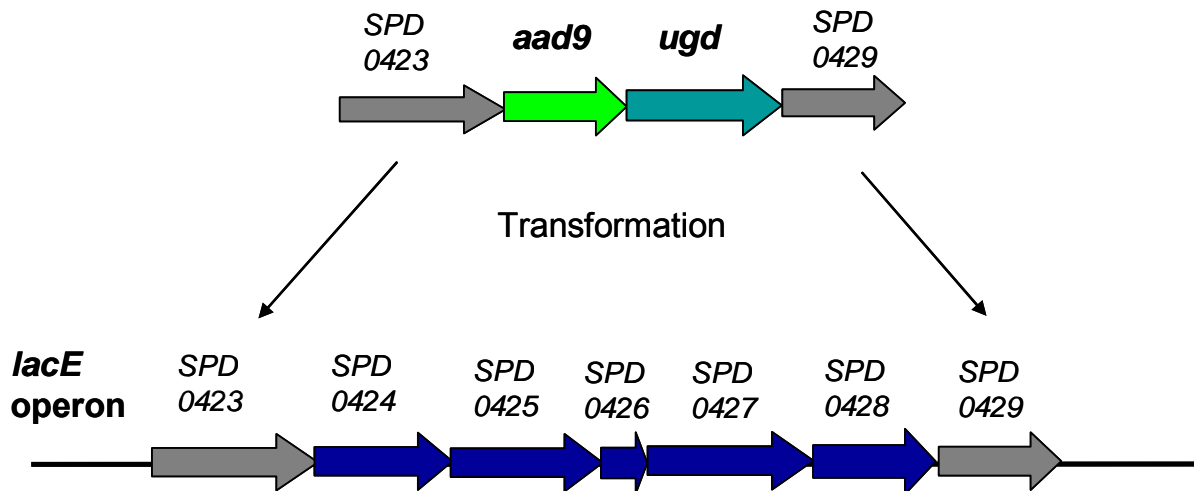 SPD
0423
aad9
ugd
SPD
0429
Transformation
lacE
operon
SPD
0423
SPD
0424
SPD
0425
SPD
0426
SPD
0427
SPD
0428
SPD
0429